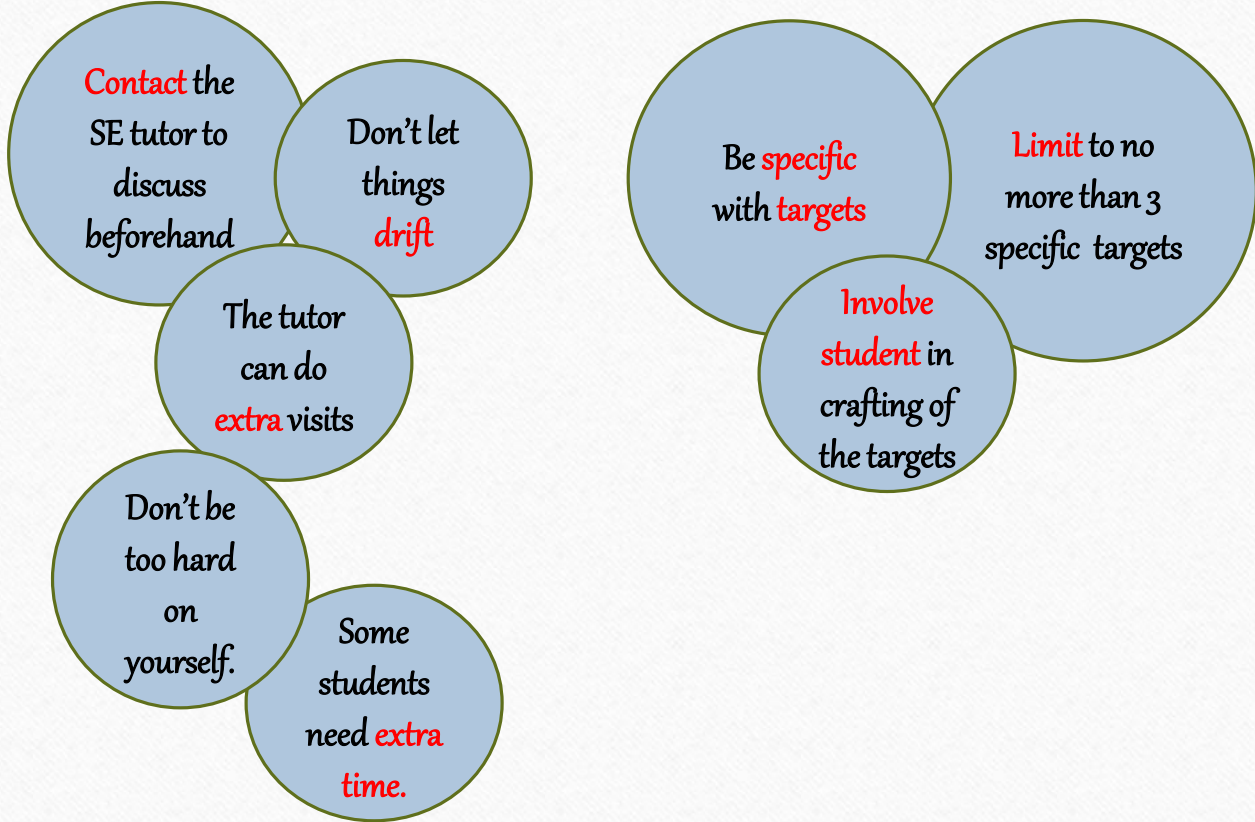 Contact the
SE tutor to
discuss
beforehand
Don't let
things
drift
The tutor
can do
extra visits
Don't be
too hard
on
yourself.
Some
students
need extra
time.
Be specific
with targets
Limit to no
more than 3
specific  targets
Involve
student in
crafting of
the targets